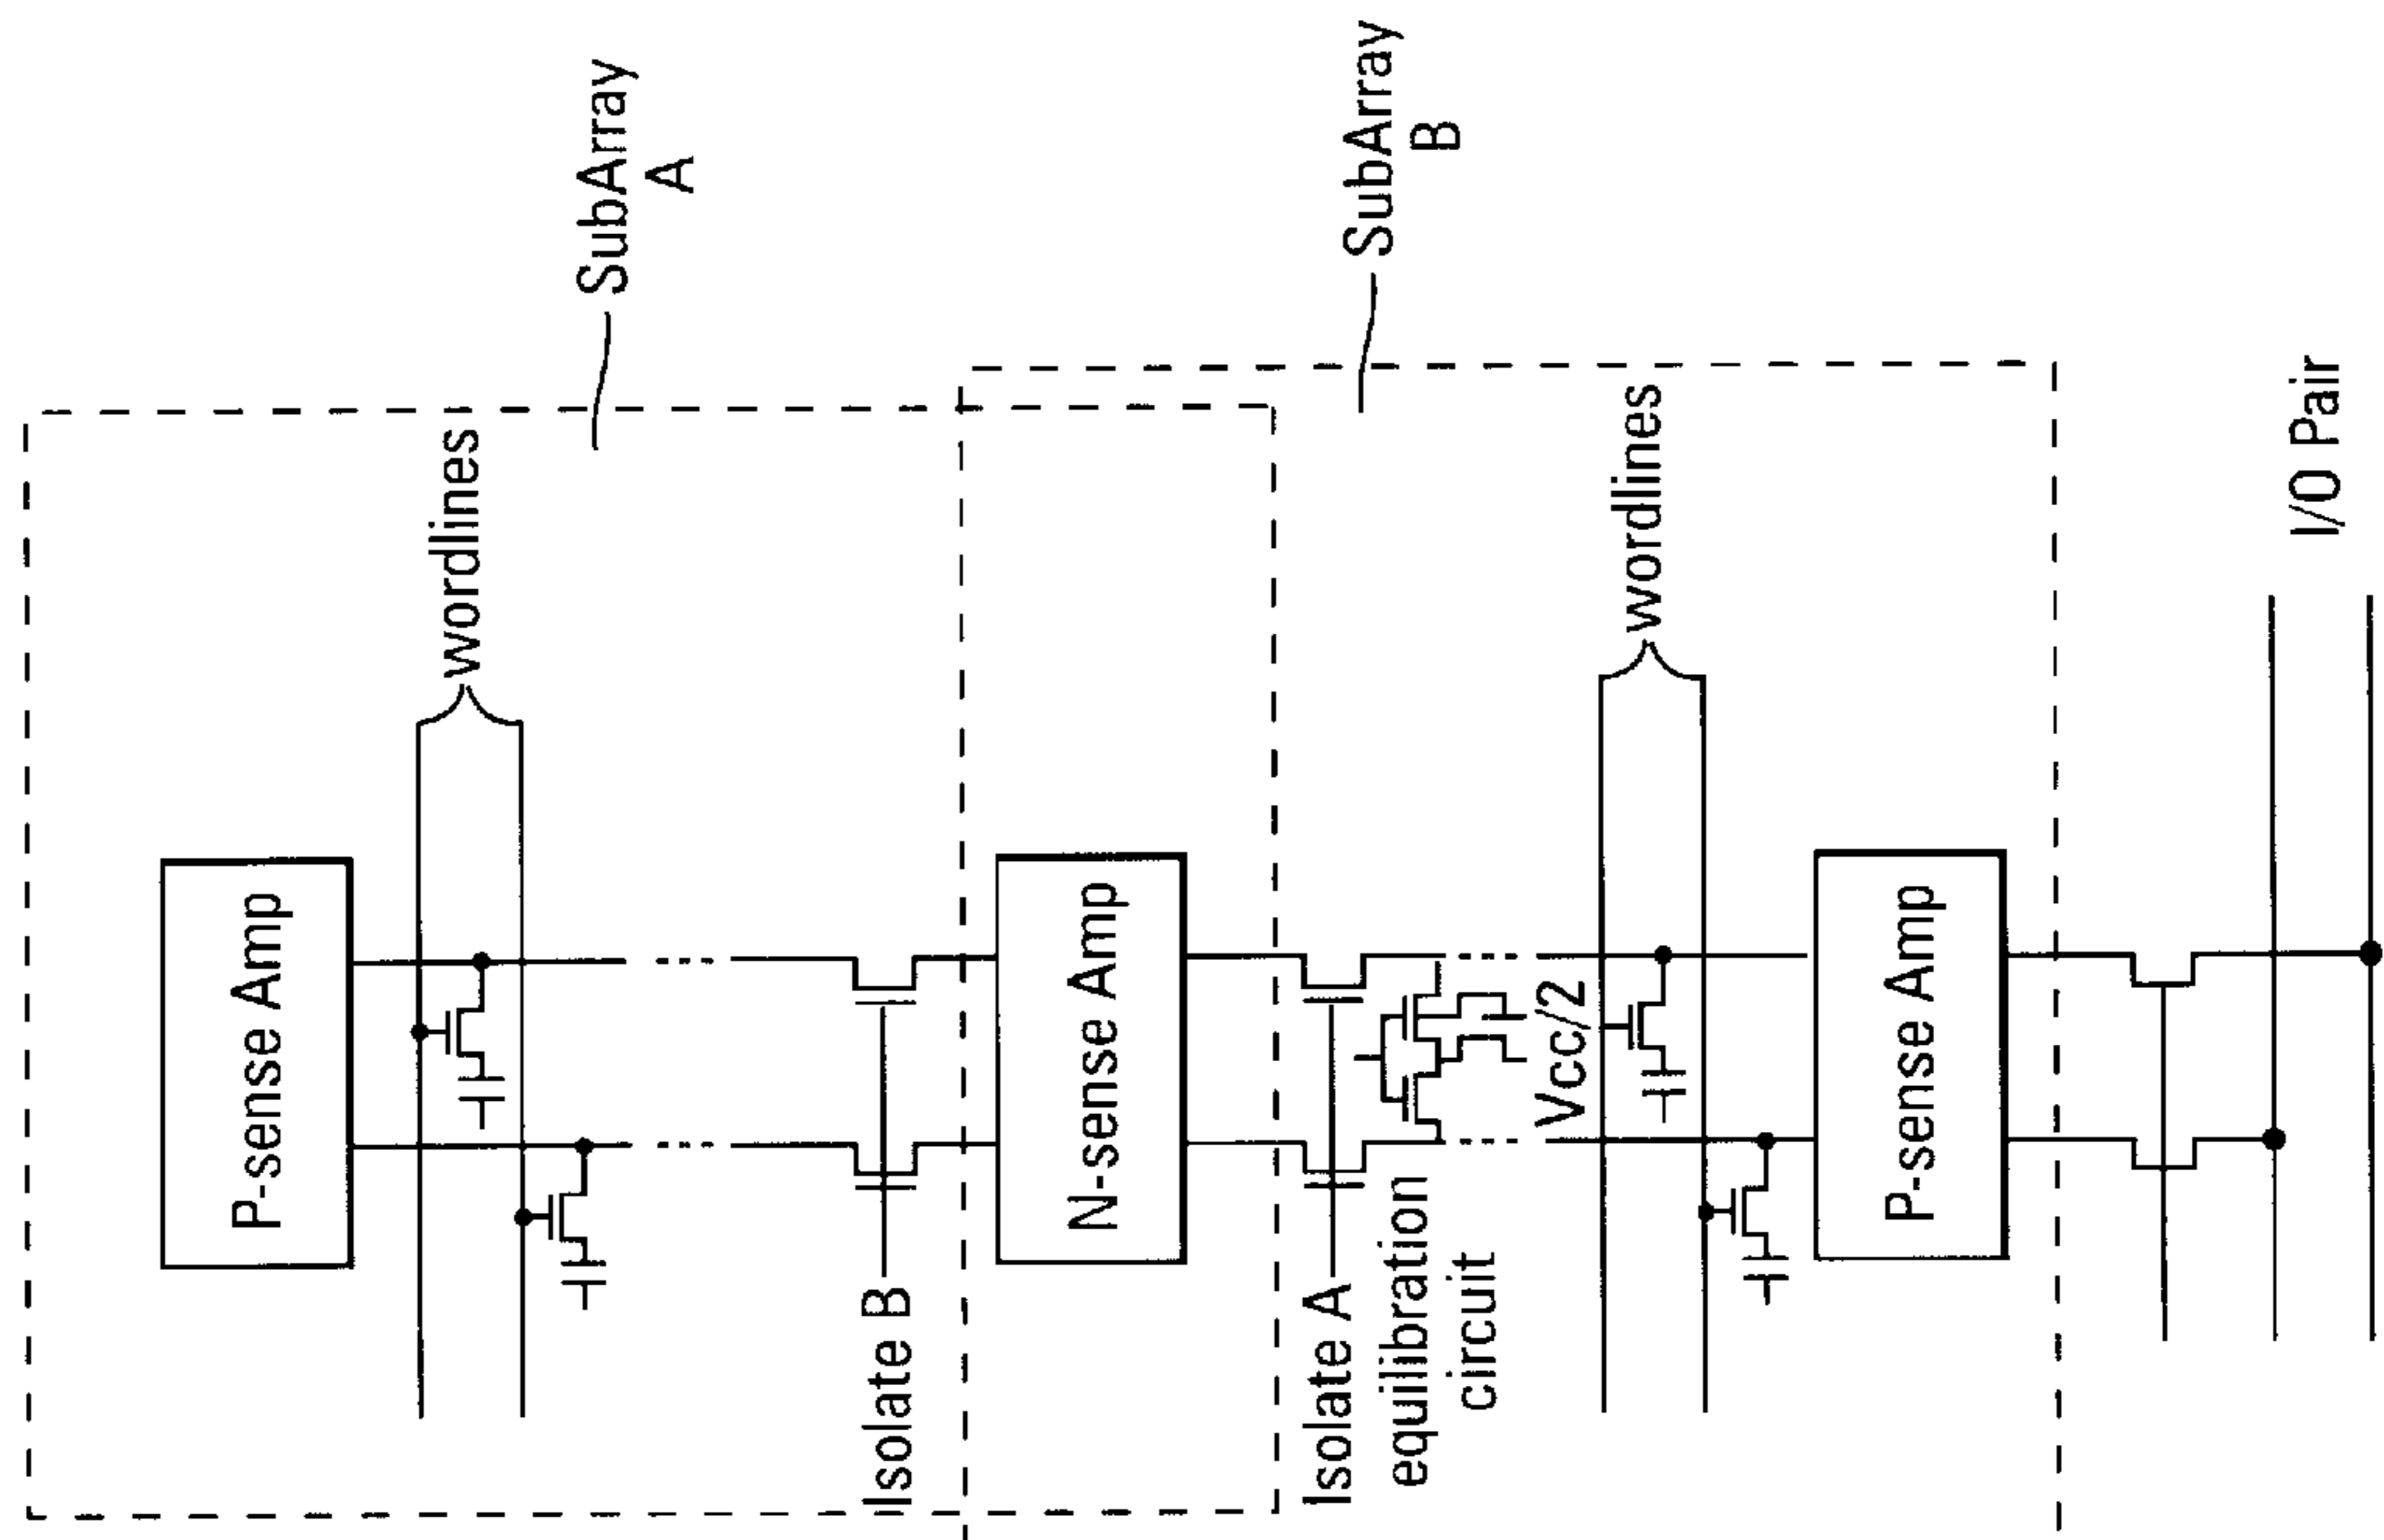 SubArray
A
SubArray
B
wordlines
wordlines
I/O Pair
P-sense Amp
N-sense Amp
P-sense Amp
Vcc/2
Isolate B
Isolate A
equilibration
circuit